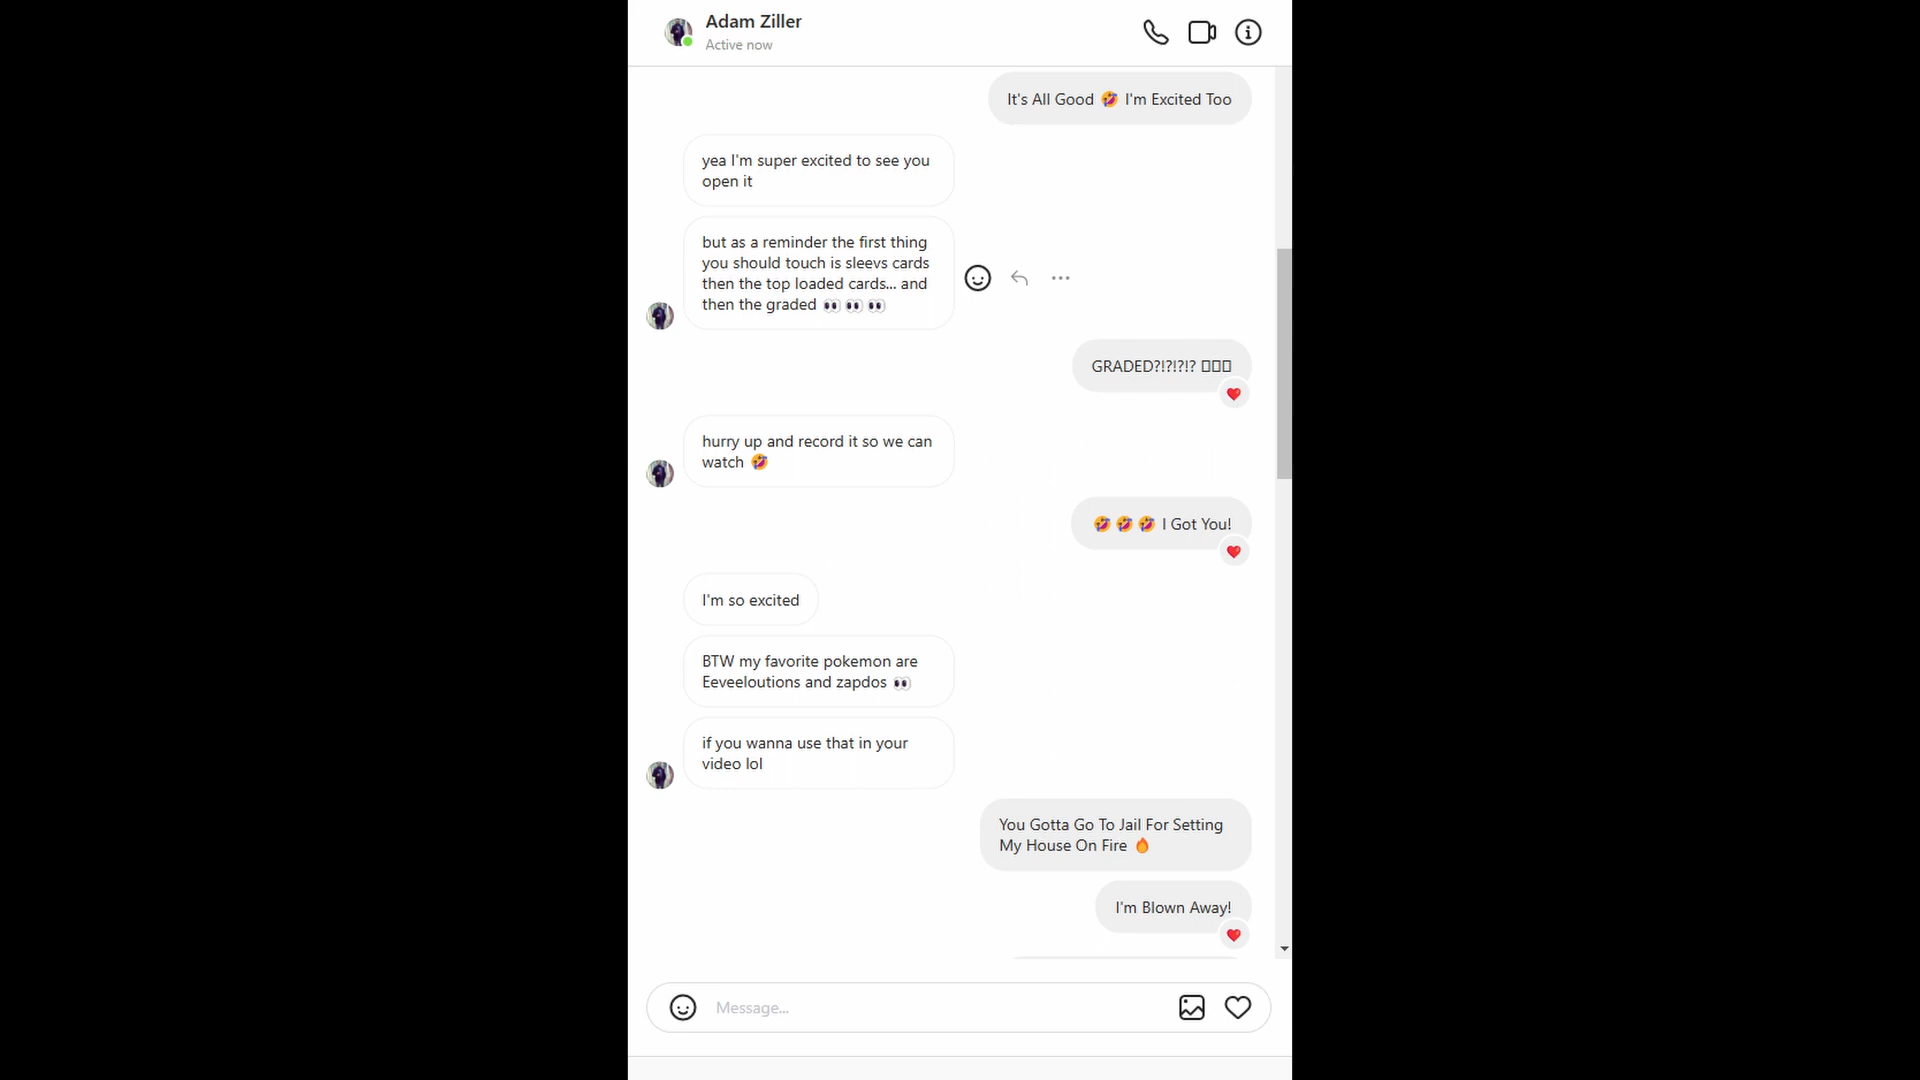 Adam Ziller
Active now
It's All Good 🤣 I'm Excited Too
yea I'm super excited to see you
open it
but as a reminder the first thing
you should touch is sleevs cards
then the top loaded cards... and
then the graded 👀 👀 👀
GRADED?!?!?!? ▯▯▯
hurry up and record it so we can
watch 🤣
🤣 🤣 🤣 I Got You!
I'm so excited
BTW my favorite pokemon are
Eeveeloutions and zapdos 👀
if you wanna use that in your
video lol
You Gotta Go To Jail For Setting
My House On Fire 🔥
I'm Blown Away!
Message...